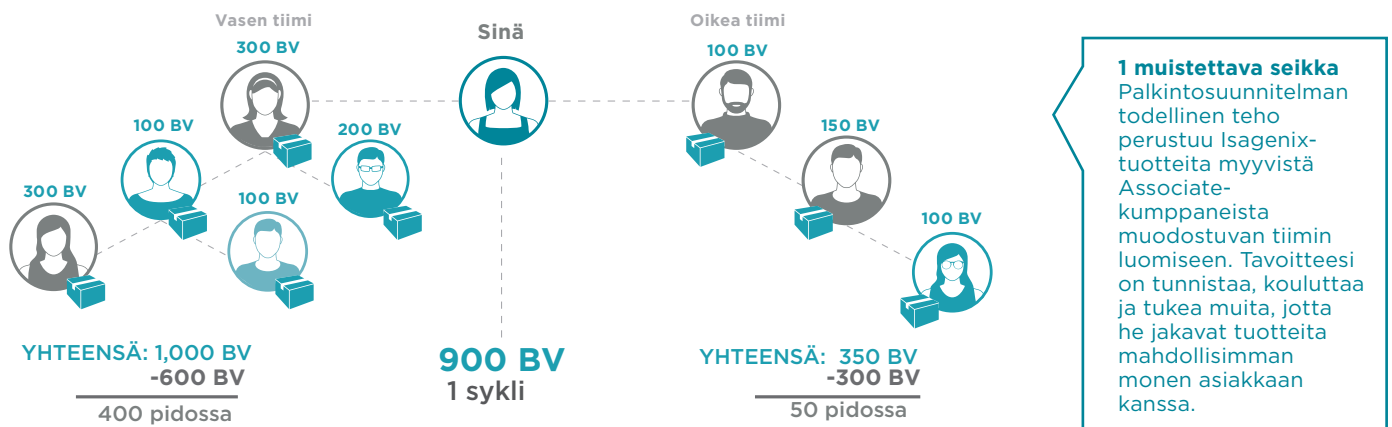 Vasen tiimi
300 BV
100 BV
200 BV
300 BV
100 BV
YHTEENSÄ: 1,000 BV
-600 BV
400 pidossa
Sinä
900 BV
1 sykli
Oikea tiimi
100 BV
150 BV
100 BV
YHTEENSÄ: 350 BV
-300 BV
50 pidossa
1 muistettava seikka
Palkintosuunnitelman
todellinen teho
perustuu Isagenix-
tuotteita myyvistä
Associate-
kumppaneista
muodostuvan tiimin
luomiseen. Tavoitteesi
on tunnistaa, kouluttaa
ja tukea muita, jotta
he jakavat tuotteita
mahdollisimman
monen asiakkaan
kanssa.